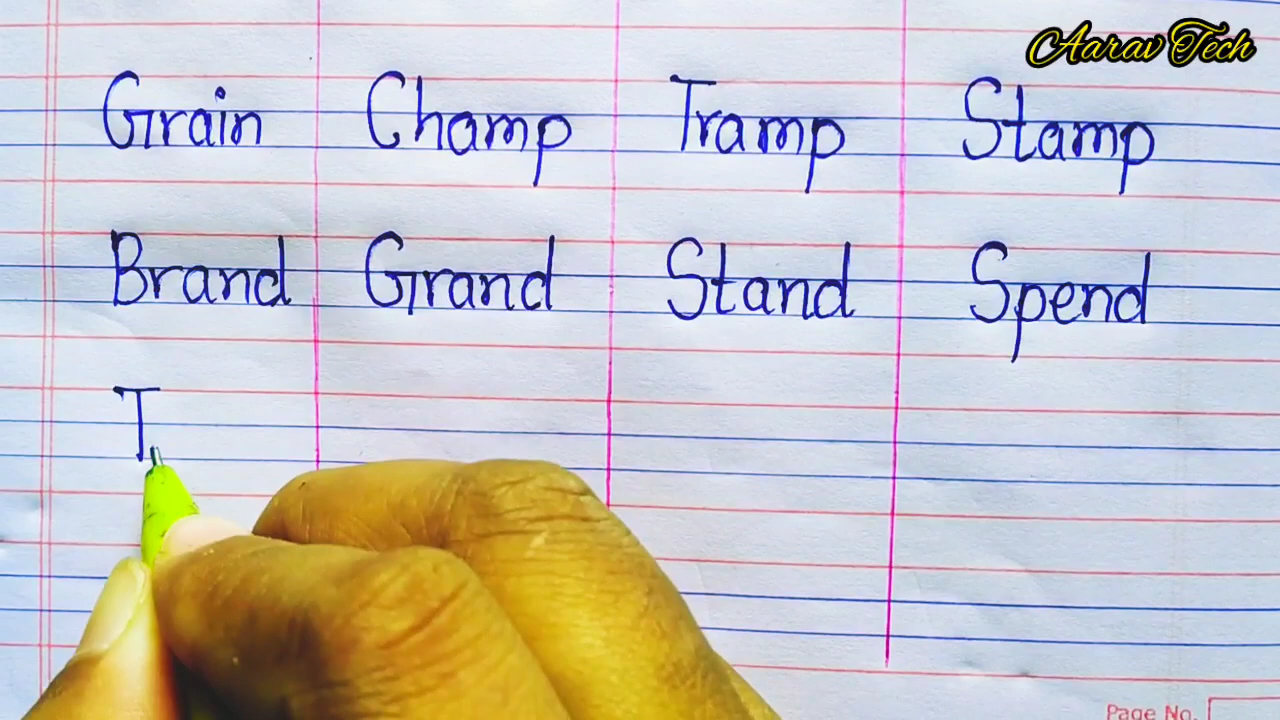 Aarav Tech
Grain Champ Tramp Stamp
Brand Grand Stand Spend
T
Page No.